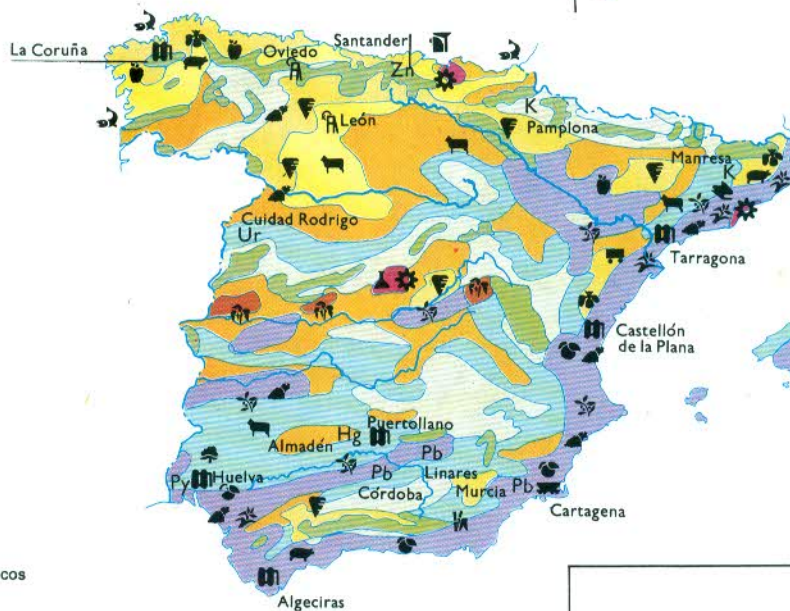 La Coruña
Oviedo
Santander
Zn
León
K
Pamplona
Manresa
K
Cuidad Rodrigo
Ur
Tarragona
Castellón
de la Plana
Puertollano
Hg
Almadén
Pb
Pb
Linares
Py
Huelva
Córdoba
Murcia
Pb
Cartagena
cos
Algeciras